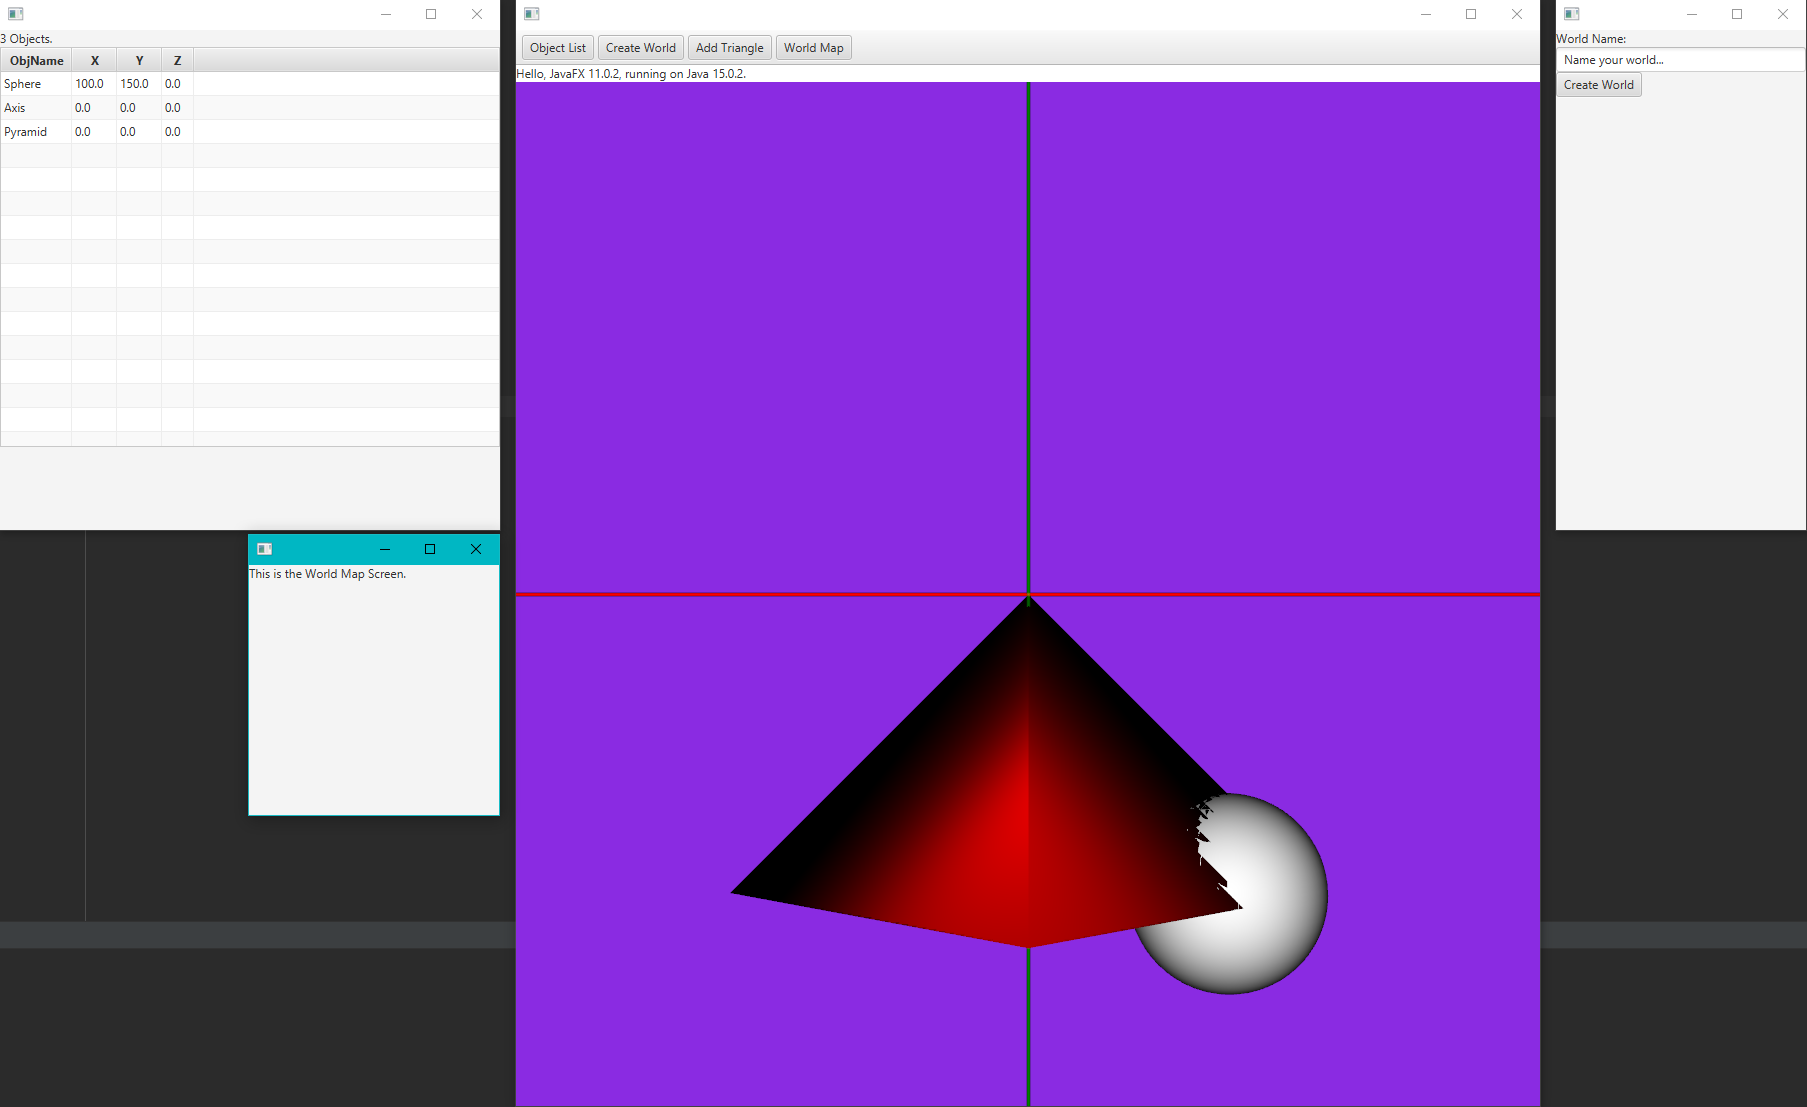 3 Objects.
ObjName X Y Z
Sphere 100.0 150.0 0.0
Axis 0.0 0.0 0.0
Pyramid 0.0 0.0 0.0
This is the World Map Screen.
Object List Create World Add Triangle World Map
Hello, JavaFX 11.0.2, running on Java 15.0.2.
World Name:
Name your world...
Create World